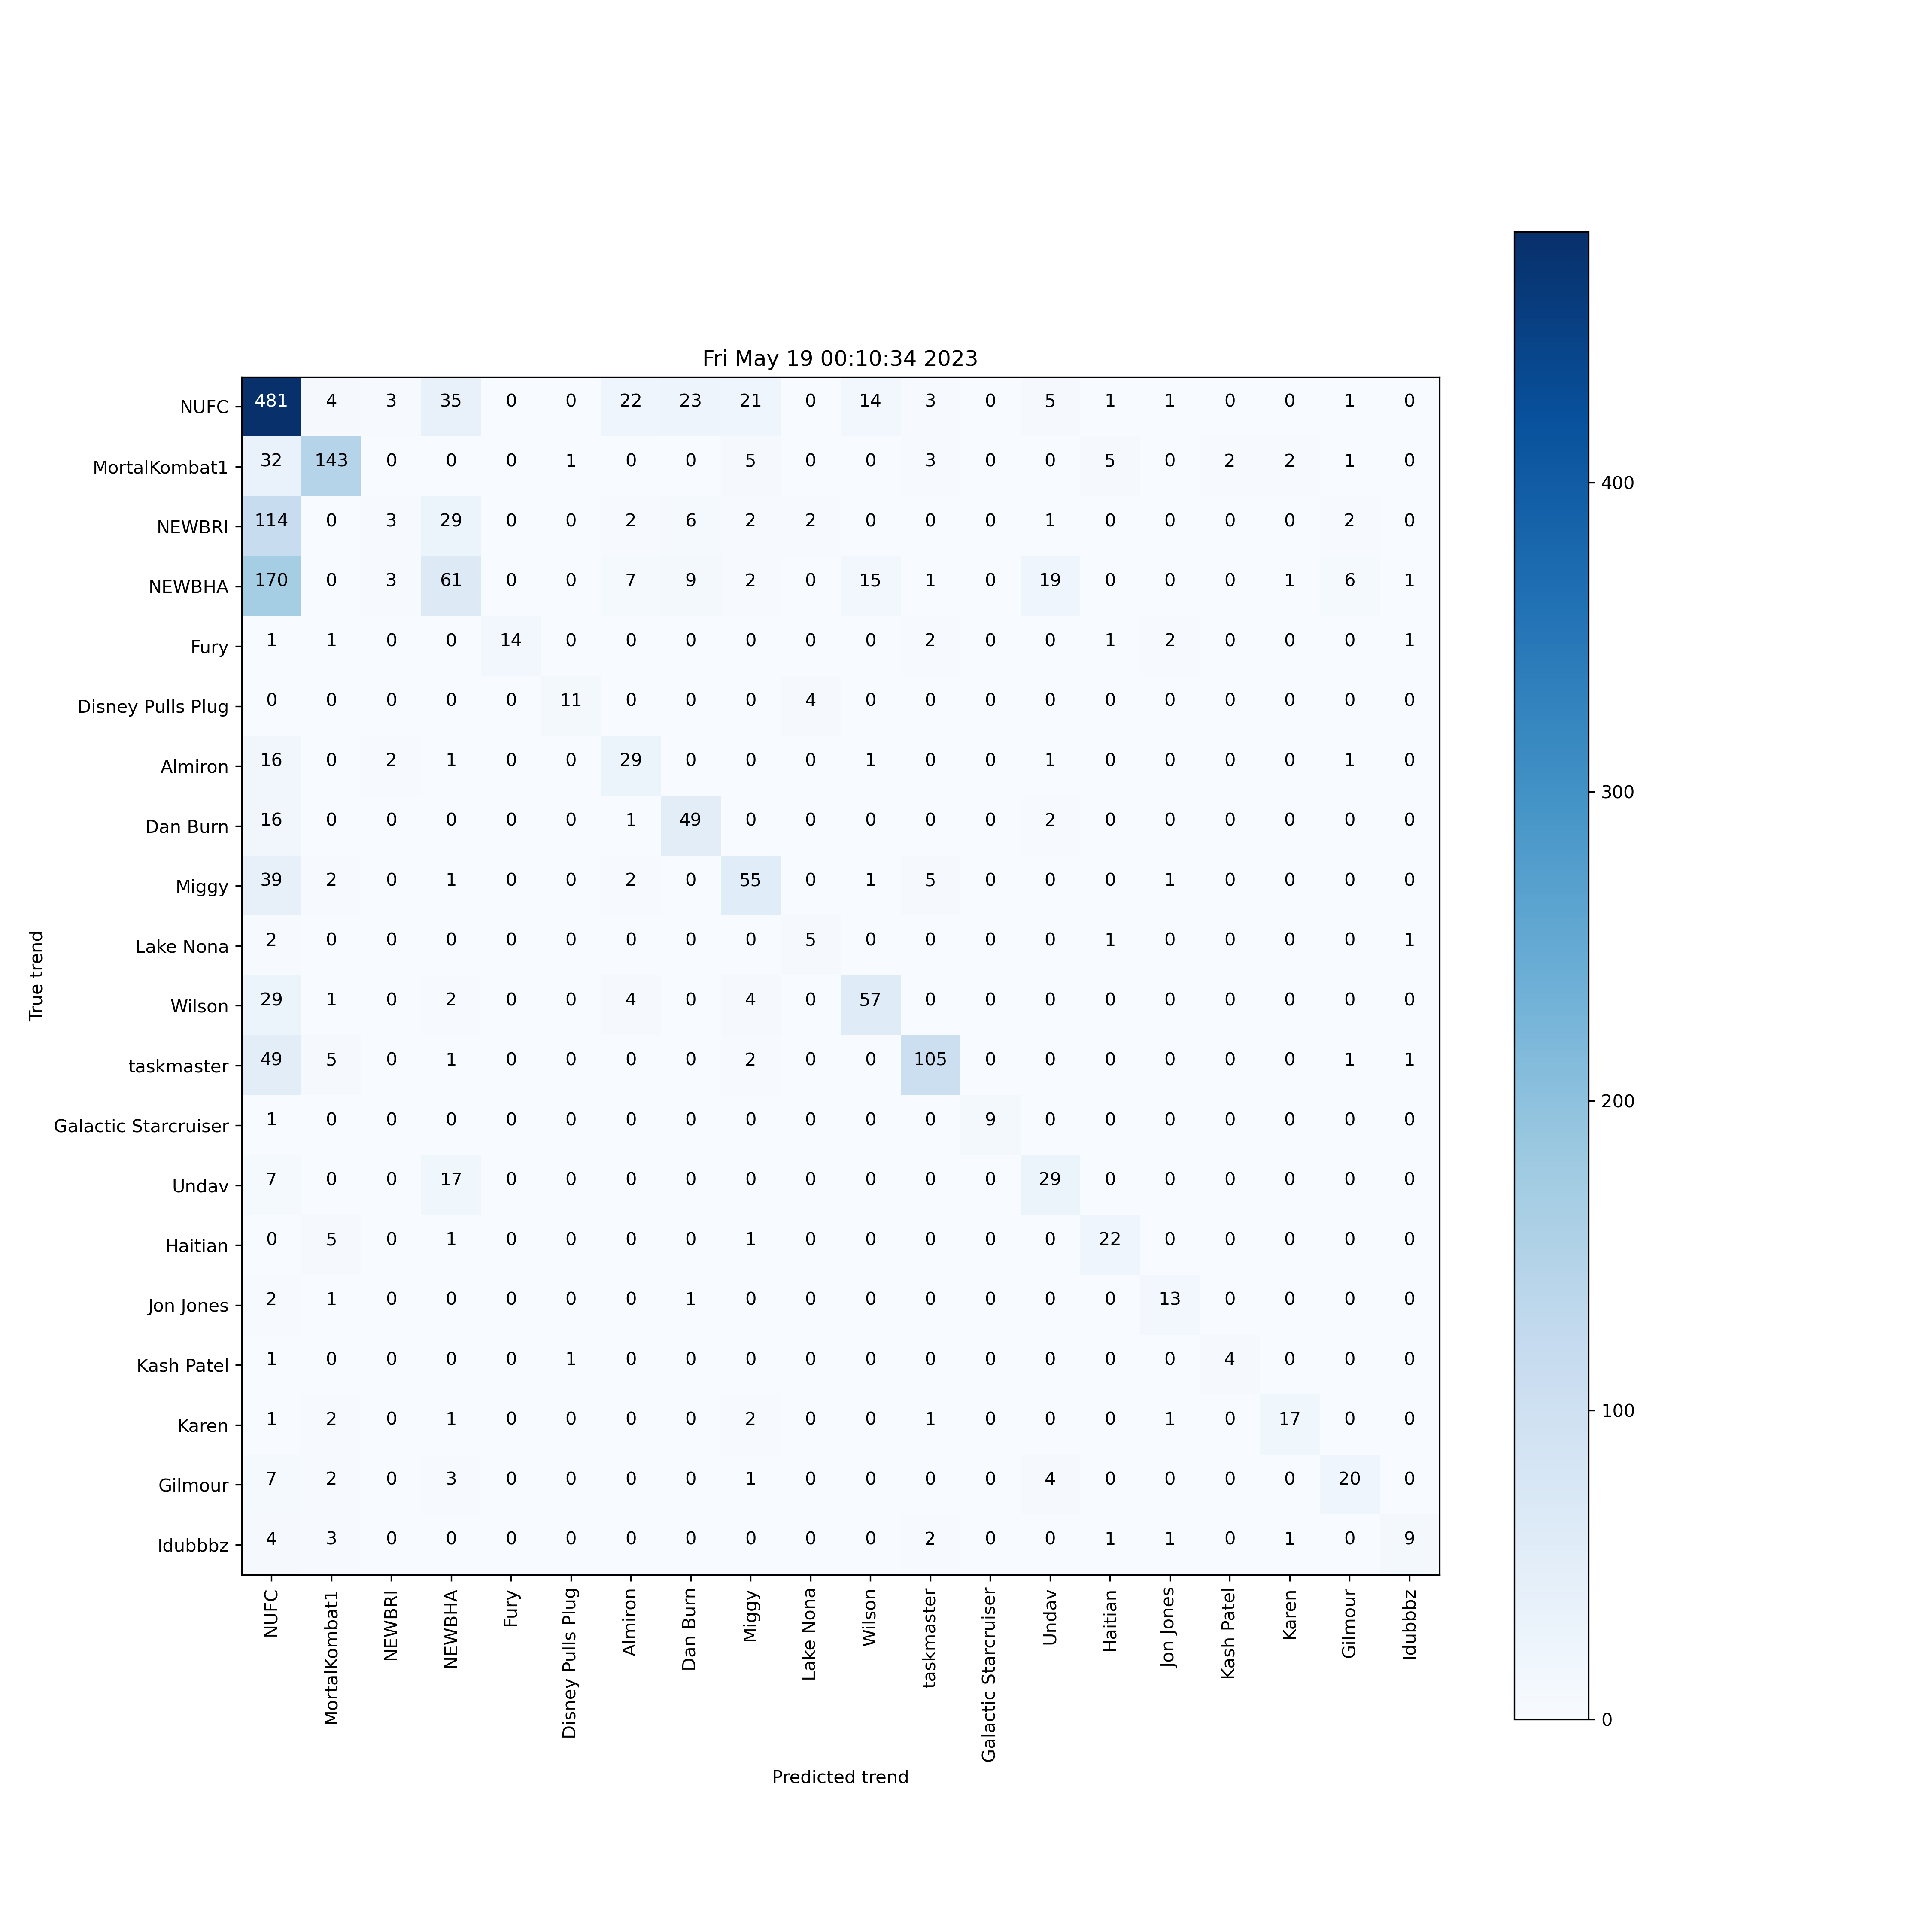 Fri May 19 00:10:34 2023
NUFC 481 4 3 35 0 0 22 23 21 0 14 3 0 5 1 1 0 0 1 0
MortalKombat1 32 143 0 0 0 1 0 0 5 0 0 3 0 0 5 0 2 2 1 0
NEWBRI 114 0 3 29 0 0 2 6 2 2 0 0 0 1 0 0 0 0 2 0
NEWBHA 170 0 3 61 0 0 7 9 2 0 15 1 0 19 0 0 0 1 6 1
Fury 1 1 0 0 14 0 0 0 0 0 0 2 0 0 1 2 0 0 0 1
Disney Pulls Plug 0 0 0 0 0 11 0 0 0 4 0 0 0 0 0 0 0 0 0 0
Almiron 16 0 2 1 0 0 29 0 0 0 1 0 0 1 0 0 0 0 1 0
Dan Burn 16 0 0 0 0 0 1 49 0 0 0 0 0 2 0 0 0 0 0 0
Miggy 39 2 0 1 0 0 2 0 55 0 1 5 0 0 0 1 0 0 0 0
Lake Nona 2 0 0 0 0 0 0 0 0 5 0 0 0 0 1 0 0 0 0 1
Wilson 29 1 0 2 0 0 4 0 4 0 57 0 0 0 0 0 0 0 0 0
taskmaster 49 5 0 1 0 0 0 0 2 0 0 105 0 0 0 0 0 0 1 1
Galactic Starcruiser 1 0 0 0 0 0 0 0 0 0 0 0 9 0 0 0 0 0 0 0
Undav 7 0 0 17 0 0 0 0 0 0 0 0 0 29 0 0 0 0 0 0
Haitian 0 5 0 1 0 0 0 0 1 0 0 0 0 0 22 0 0 0 0 0
Jon Jones 2 1 0 0 0 0 0 1 0 0 0 0 0 0 0 13 0 0 0 0
Kash Patel 1 0 0 0 0 1 0 0 0 0 0 0 0 0 0 0 4 0 0 0
Karen 1 2 0 1 0 0 0 0 2 0 0 1 0 0 0 1 0 17 0 0
Gilmour 7 2 0 3 0 0 0 0 1 0 0 0 0 4 0 0 0 0 20 0
Idubbbz 4 3 0 0 0 0 0 0 0 0 0 2 0 0 1 1 0 1 0 9
True trend
NUFC
MortalKombat1
NEWBRI
NEWBHA
Fury
Disney Pulls Plug
Almiron
Dan Burn
Miggy
Lake Nona
Wilson
taskmaster
Galactic Starcruiser
Undav
Haitian
Jon Jones
Kash Patel
Karen
Gilmour
Idubbbz
Predicted trend
400
300
200
100
0